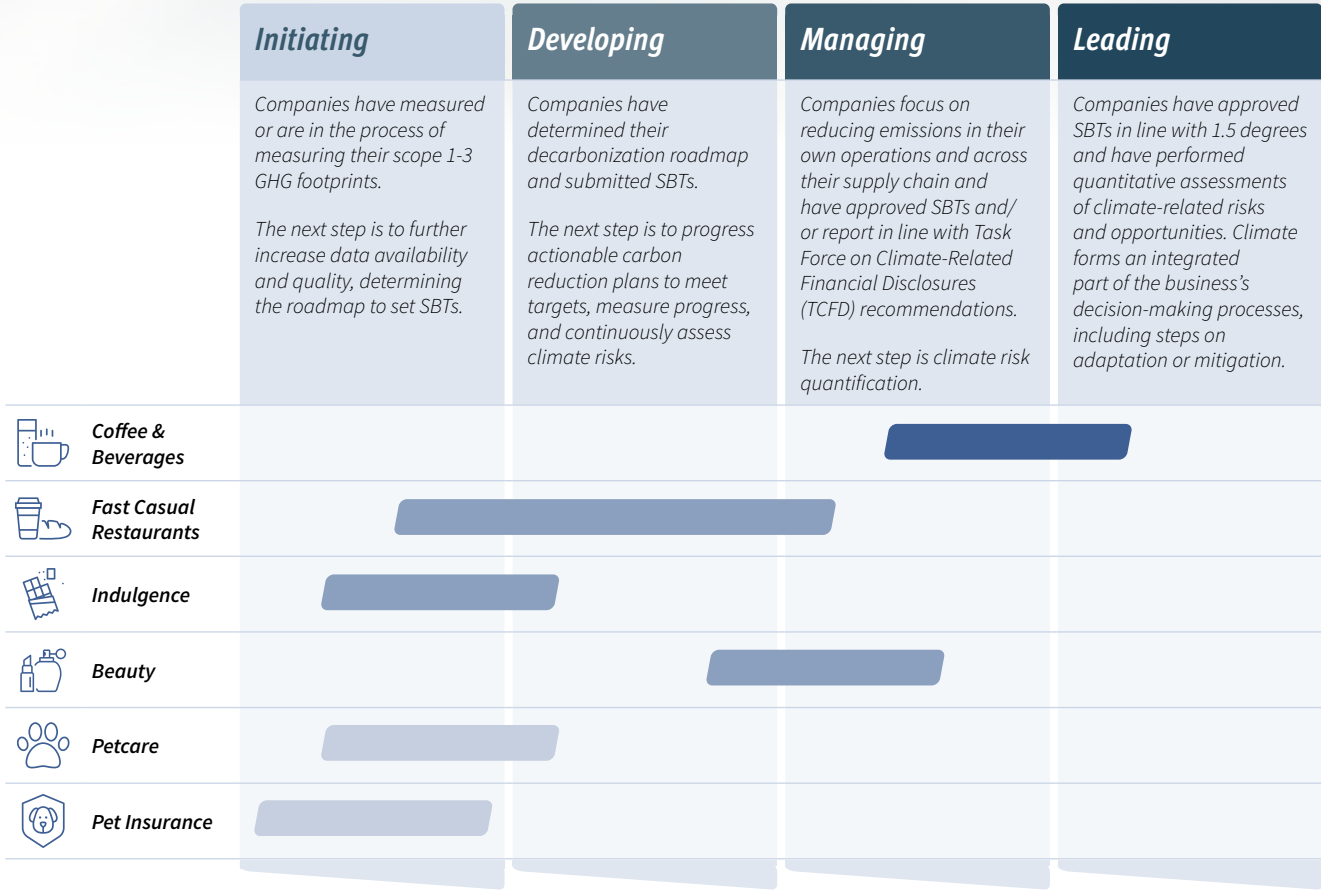 Initiating
Developing
Managing
Leading
Companies have measured
or are in the process of
measuring their scope 1-3
GHG footprints.
The next step is to further
increase data availability
and quality, determining
the roadmap to set SBTs.
Companies have
determined their
decarbonization roadmap
and submitted SBTs.
The next step is to progress
actionable carbon
reduction plans to meet
targets, measure progress,
and continuously assess
climate risks.
Companies focus on
reducing emissions in their
own operations and across
their supply chain and
have approved SBTs and/
or report in line with Task
Force on Climate-Related
Financial Disclosures
(TCFD) recommendations.
The next step is climate risk
quantification.
Companies have approved
SBTs in line with 1.5 degrees
and have performed
quantitative assessments
of climate-related risks
and opportunities. Climate
forms an integrated
part of the business's
decision-making processes,
including steps on
adaptation or mitigation.
Coffee &
Beverages
Fast Casual
Restaurants
Indulgence
Beauty
Petcare
Pet Insurance